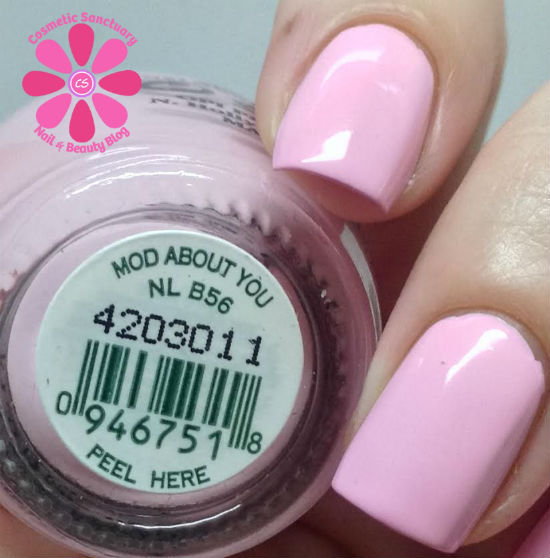 Cosmetic Sanctuary
CS
Nail & Beauty Blog
MOD ABOUT YOU
NL B56
4203011
0 946751 8
PEEL HERE